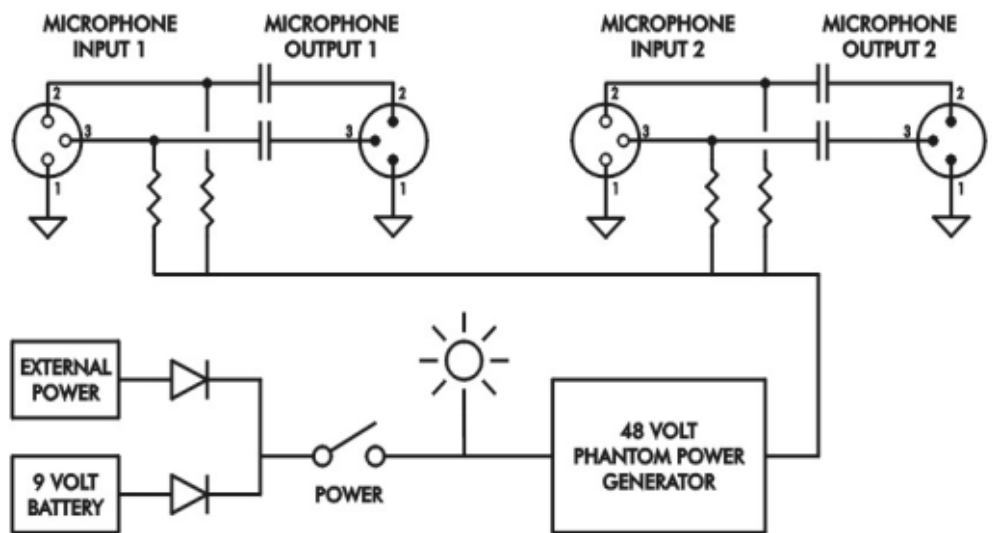 MICROPHONE
INPUT 1
MICROPHONE
OUTPUT 1
MICROPHONE
INPUT 2
MICROPHONE
OUTPUT 2
2
3
1
2
3
1
2
3
1
2
3
1
EXTERNAL
POWER
9 VOLT
BATTERY
POWER
48 VOLT
PHANTOM POWER
GENERATOR